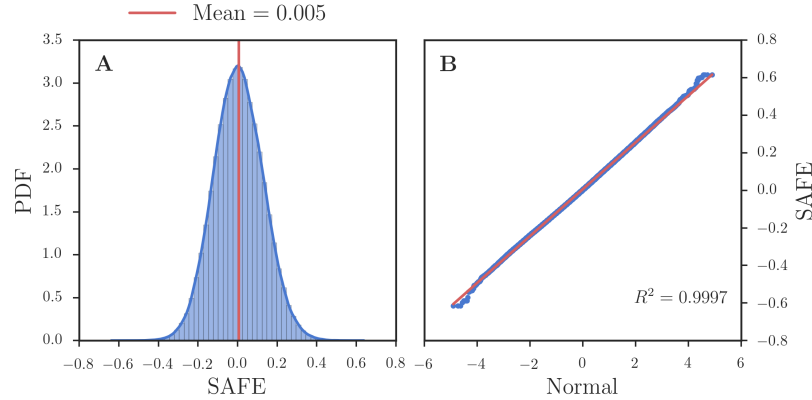 Mean = 0.005
A
3.5
3.0
2.5
2.0
1.5
1.0
0.5
0.0
PDF
−0.8 −0.6 −0.4 −0.2 0.0 0.2 0.4 0.6 0.8
SAFE
B
0.8
0.6
0.4
0.2
0.0
−0.2
−0.4
−0.6
−0.8
SAFE
R² = 0.9997
−6 −4 −2 0 2 4 6
Normal